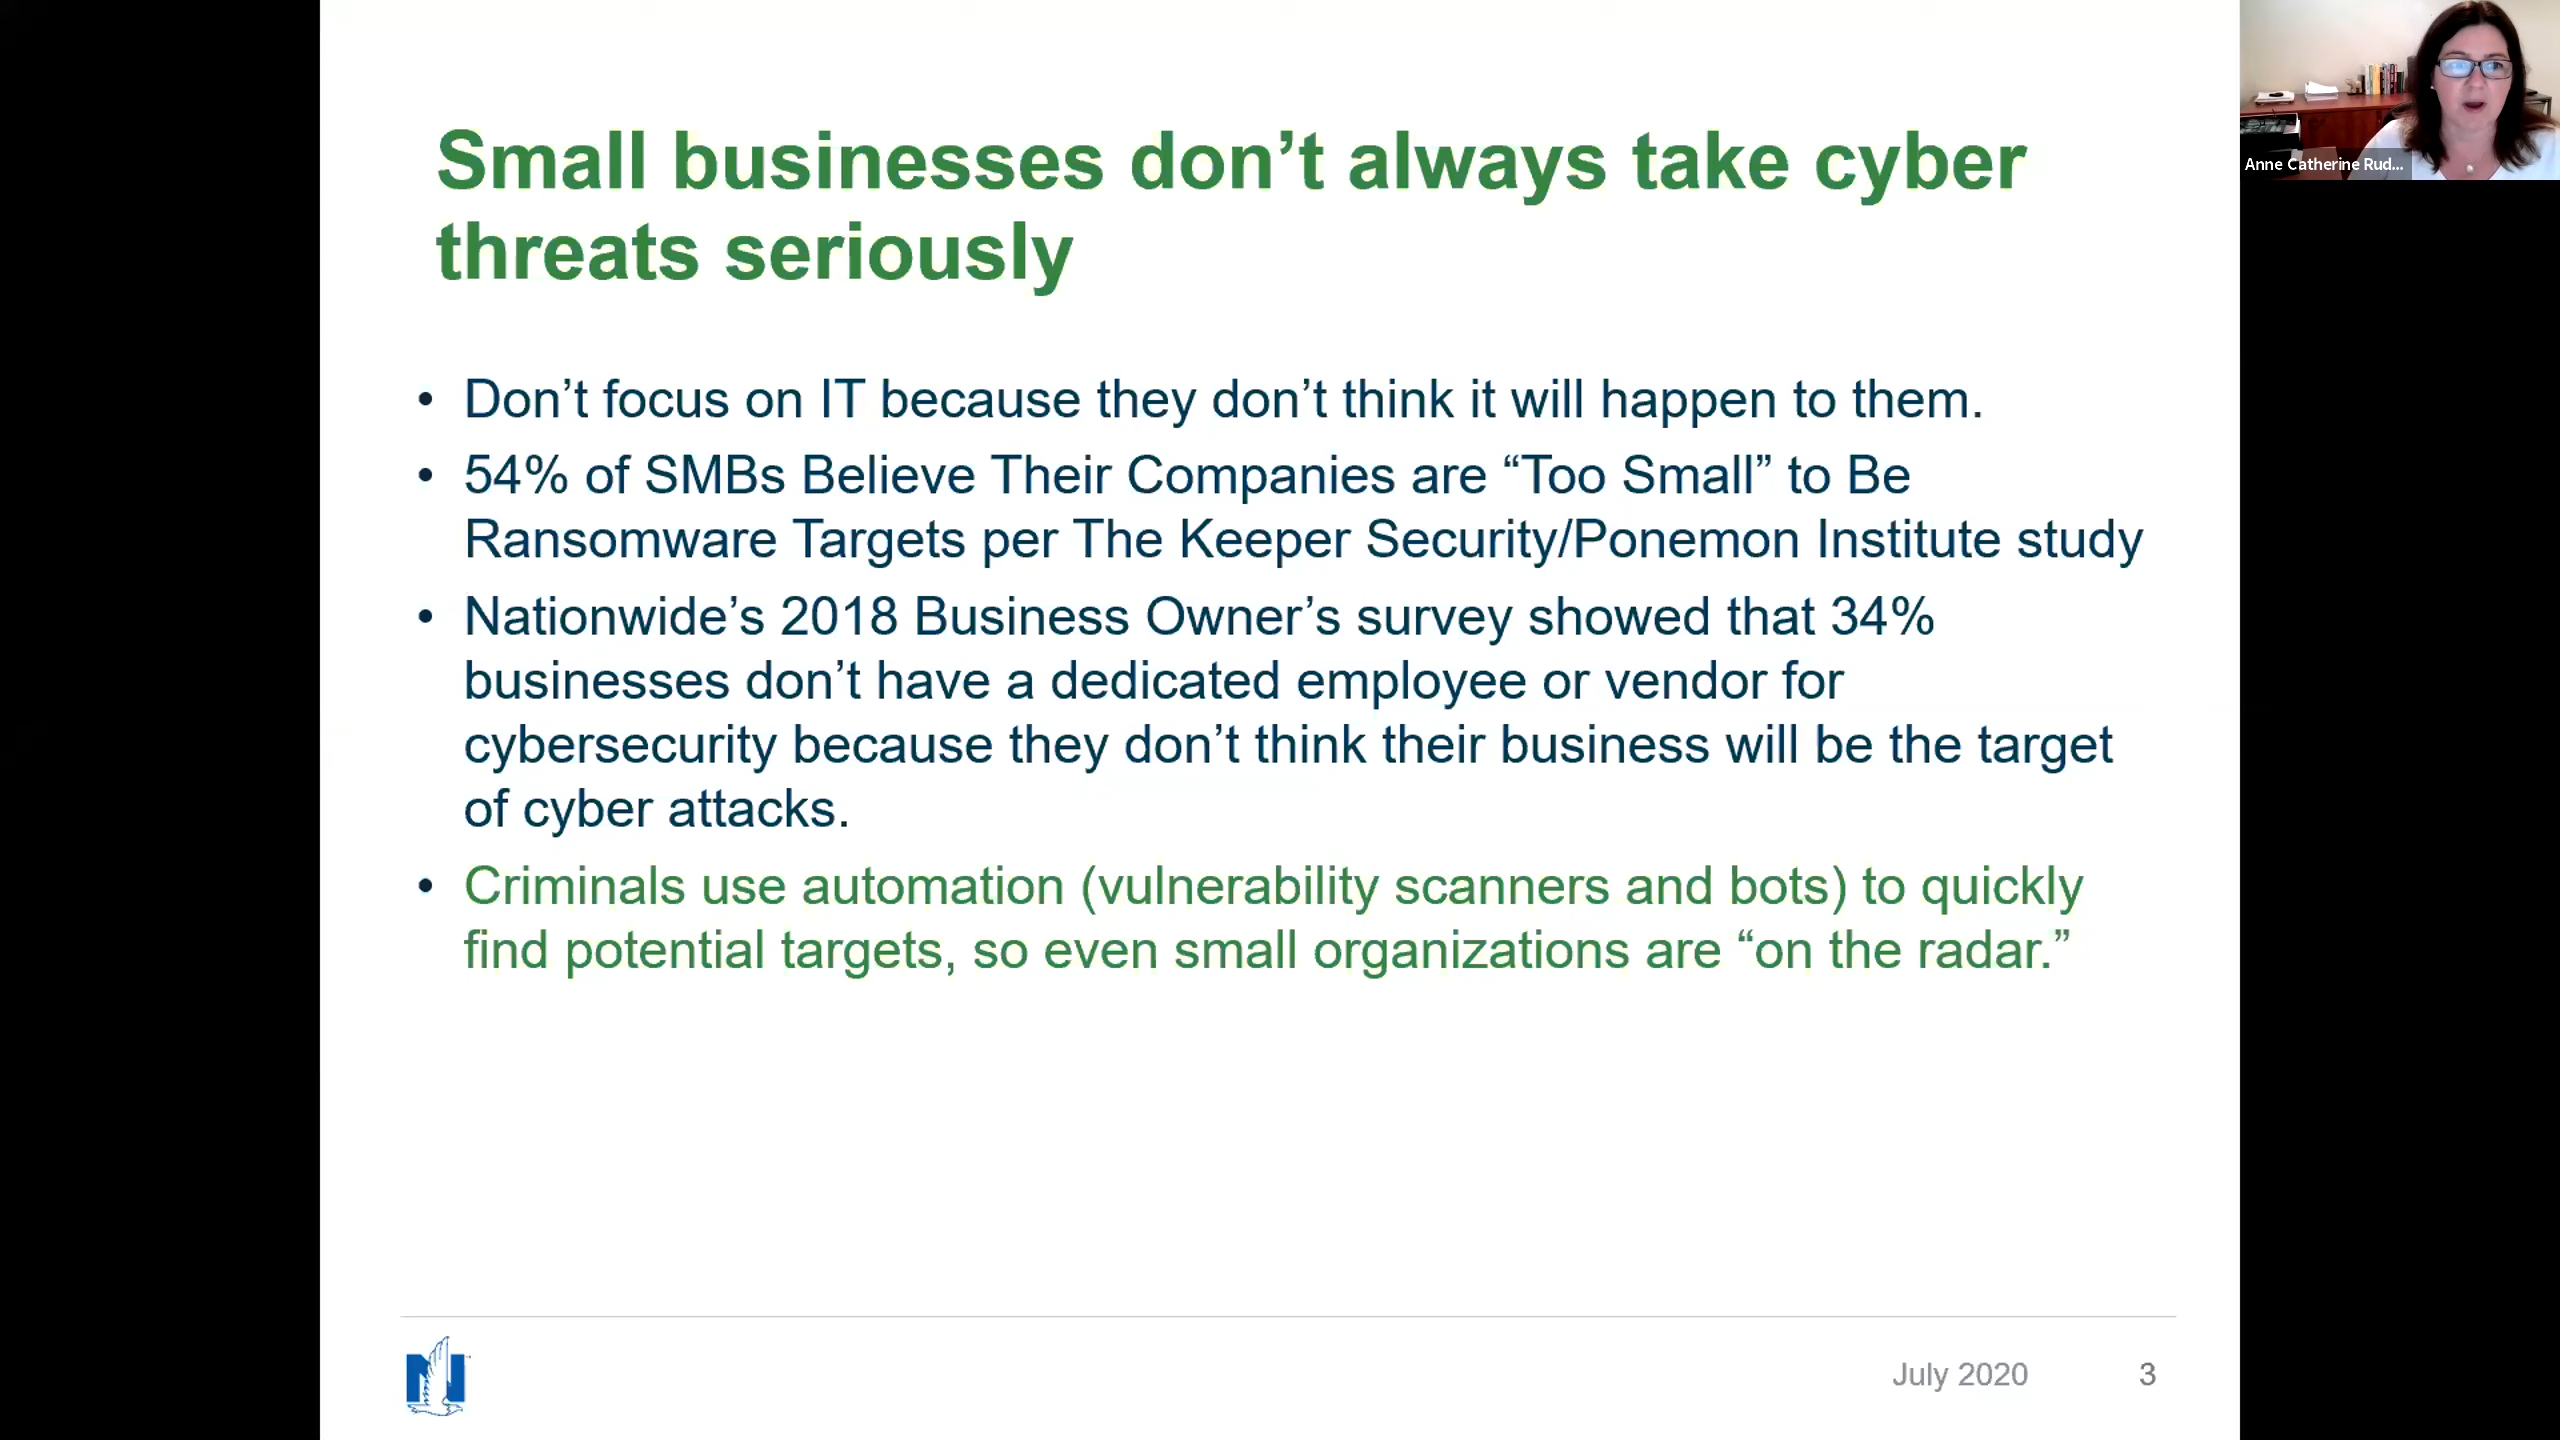 Small businesses don’t always take cyber
threats seriously
• Don’t focus on IT because they don’t think it will happen to them.
• 54% of SMBs Believe Their Companies are “Too Small” to Be
Ransomware Targets per The Keeper Security/Ponemon Institute study
• Nationwide’s 2018 Business Owner’s survey showed that 34%
businesses don’t have a dedicated employee or vendor for
cybersecurity because they don’t think their business will be the target
of cyber attacks.
• Criminals use automation (vulnerability scanners and bots) to quickly
find potential targets, so even small organizations are “on the radar.”
July 2020 3
Anne Catherine Rud...
N